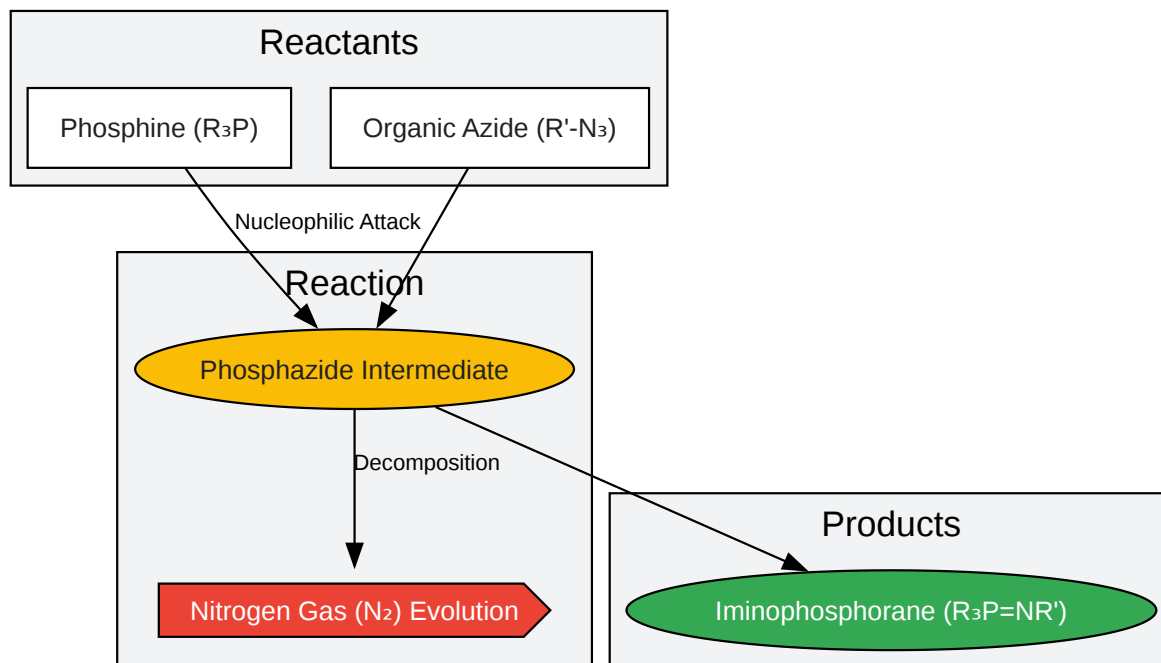 Reactants
Phosphine (R₃P)
Organic Azide (R'-N₃)
Nucleophilic Attack
Reaction
Phosphazide Intermediate
Decomposition
Products
Nitrogen Gas (N₂) Evolution
Iminophosphorane (R₃P=NR')